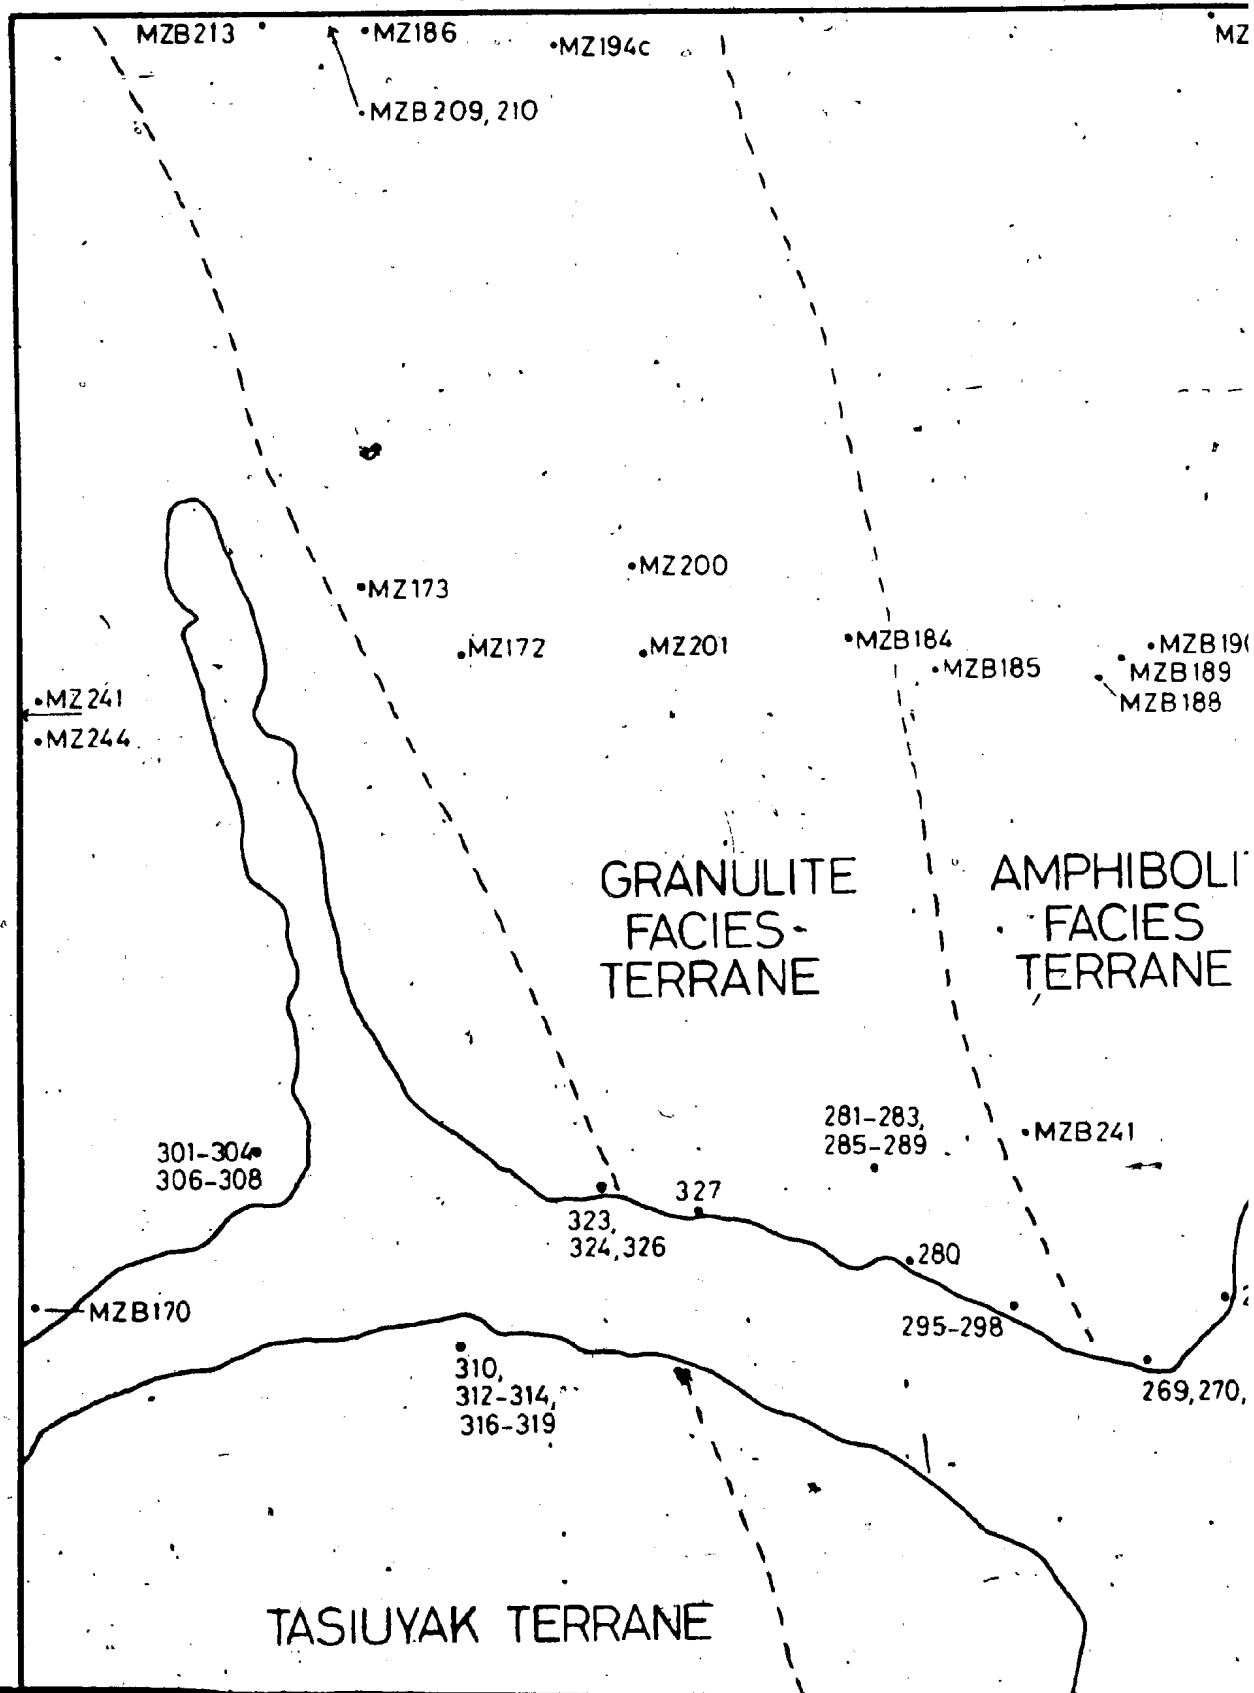 MZB213
MZ186
MZ194c
MZ
MZB209, 210
MZ200
MZ173
MZB184
MZB190
MZ172
MZ201
MZB185
MZB189
MZB188
MZ241
MZ244
GRANULITE
FACIES
TERRANE
AMPHIBOLI
FACIES
TERRANE
281-283,
285-289
MZB241
301-304
306-308
327
323,
324,326
280
MZB170
295-298
2
310,
312-314,
316-319
269,270,
TASIUYAK TERRANE